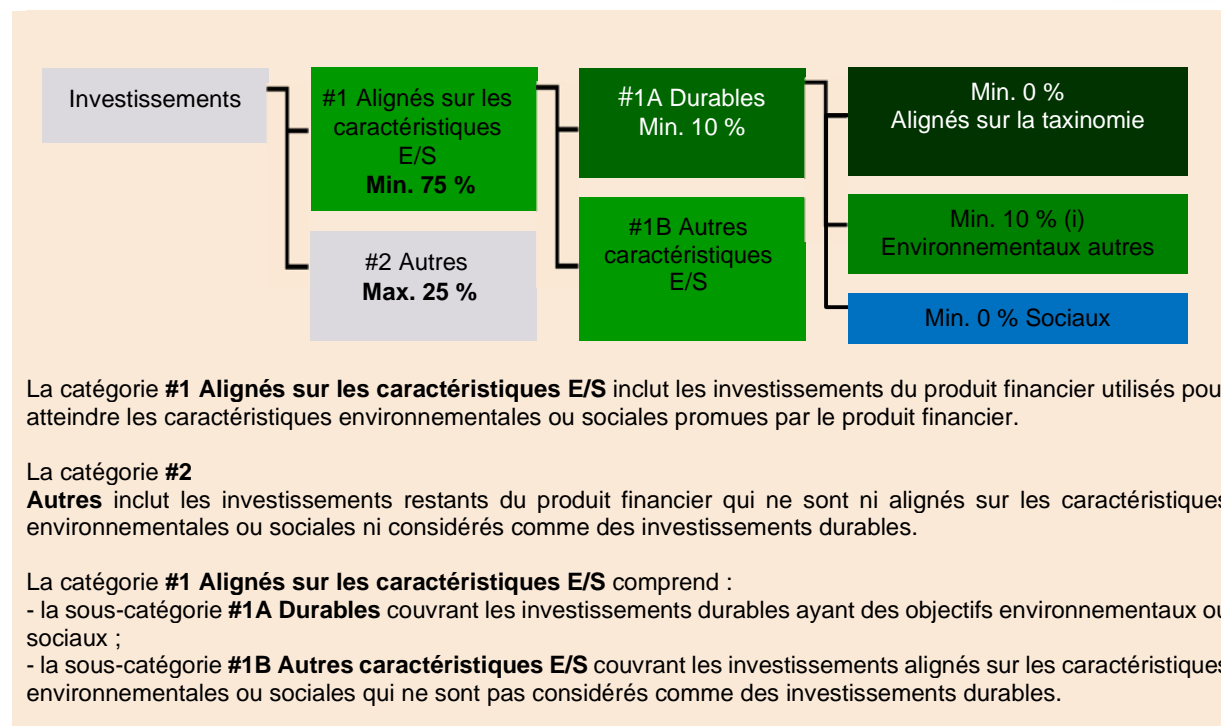 Investissements
#1 Alignés sur les
caractéristiques
E/S
Min. 75 %
#2 Autres
Max. 25 %
#1A Durables
Min. 10 %
#1B Autres
caractéristiques
E/S
Min. 0 %
Alignés sur la taxinomie
Min. 10 % (i)
Environnementaux autres
Min. 0 % Sociaux
La catégorie #1 Alignés sur les caractéristiques E/S inclut les investissements du produit financier utilisés pou
atteindre les caractéristiques environnementales ou sociales promues par le produit financier.
La catégorie #2
Autres inclut les investissements restants du produit financier qui ne sont ni alignés sur les caractéristiques
environnementales ou sociales ni considérés comme des investissements durables.
La catégorie #1 Alignés sur les caractéristiques E/S comprend :
- la sous-catégorie #1A Durables couvrant les investissements durables ayant des objectifs environnementaux ou
sociaux ;
- la sous-catégorie #1B Autres caractéristiques E/S couvrant les investissements alignés sur les caractéristiques
environnementales ou sociales qui ne sont pas considérés comme des investissements durables.